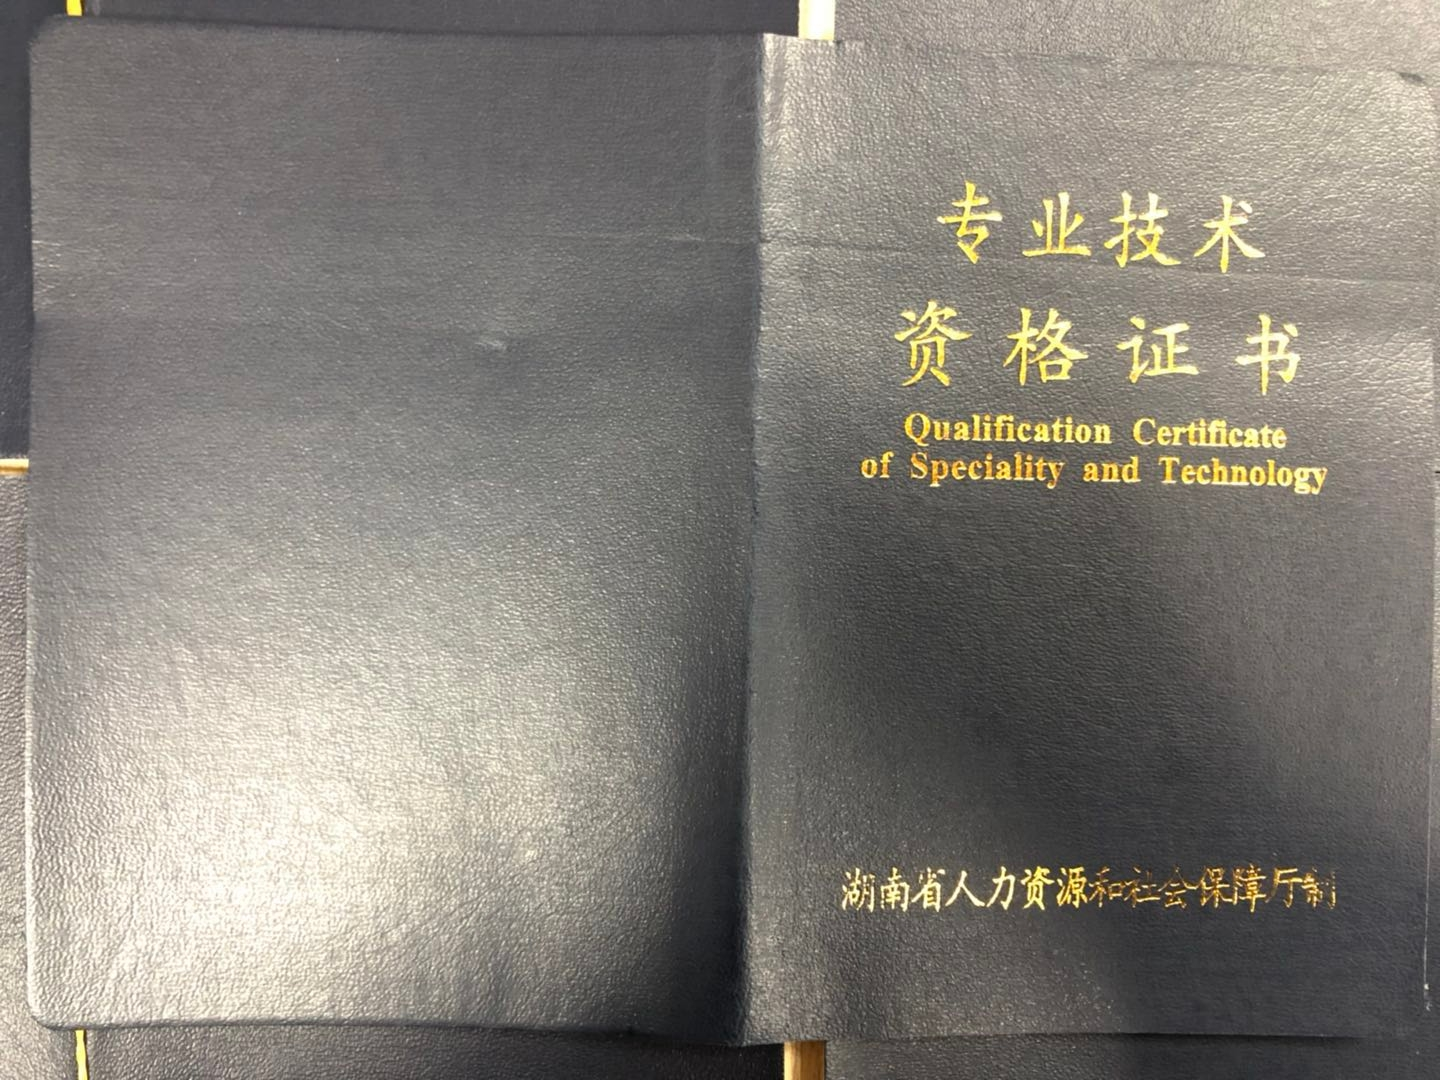 专业技术
资格证书
Qualification Certificate
of Speciality and Technology
湖南省人力资源和社会保障厅制